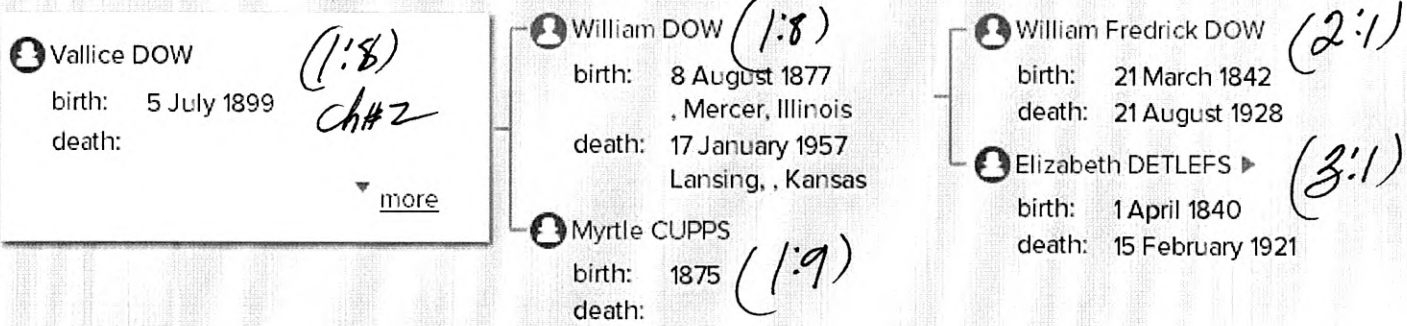 Vallice DOW (1:8)
birth: 5 July 1899 ch#2
death:
more
William DOW (1:8)
birth: 8 August 1877
, Mercer, Illinois
death: 17 January 1957
Lansing, , Kansas
Myrtle CUPPS
birth: 1875 (1:9)
death:
William Fredrick DOW (2:1)
birth: 21 March 1842
death: 21 August 1928
Elizabeth DETLEFS (3:1)
birth: 1 April 1840
death: 15 February 1921